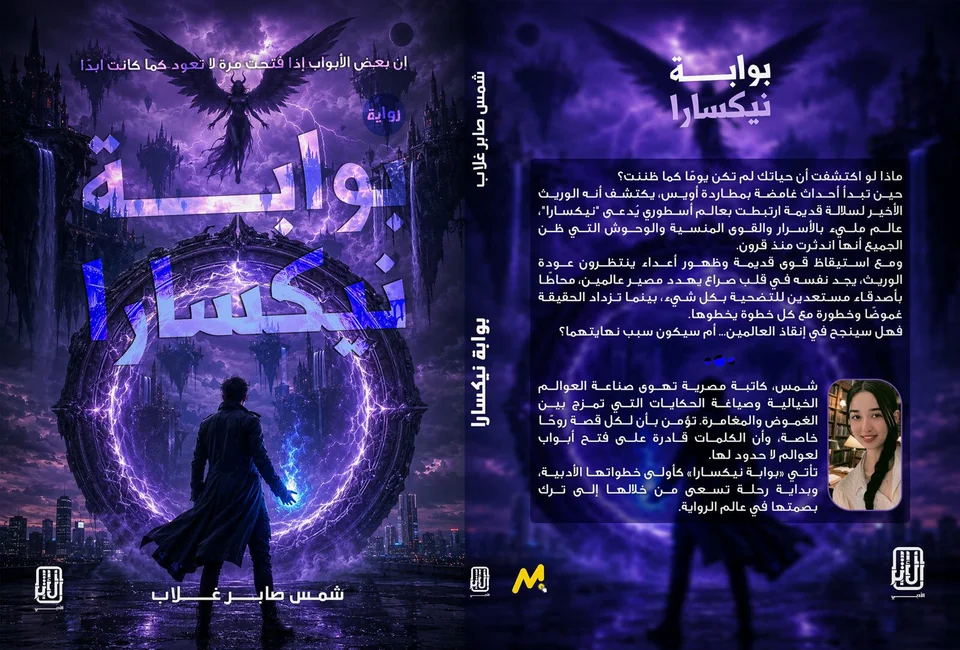 إن بعض الأبواب إذا فتحت مرة لا تعود كما كانت ابدًا
رواية
بوابة
نيكسارا
شمس صابر غلاب
شمس صابر غلاب
بوابة نيكسارا
بوابة
نيكسارا
ماذا لو اكتشفت أن حياتك لم تكن يومًا كما ظننت؟
حين تبدأ أحداث غامضة بمطاردة أويس، يكتشف أنه الوريث
الأخير لسلالة قديمة ارتبطت بعالم أسطوري يُدعى "نيكسارا"،
عالم مليء بالأسرار والقوى المنسية والوحوش التي ظن
الجميع أنها اندثرت منذ قرون.
ومع استيقاظ قوى قديمة وظهور أعداء ينتظرون عودة
الوريث، يجد نفسه في قلب صراع يهدد مصير عالمين، محاطًا
بأصدقاء مستعدين للتضحية بكل شيء، بينما تزداد الحقيقة
غموضًا وخطورة مع كل خطوة يخطوها.
فهل سينجح في إنقاذ العالمين... أم سيكون سبب نهايتهما؟
شمس، كاتبة مصرية تهوى صناعة العوالم
الخيالية وصياغة الحكايات التي تمزج بين
الغموض والمغامرة. تؤمن بأن لكل قصة روحًا
خاصة، وأن الكلمات قادرة على فتح أبواب
لعوالم لا حدود لها.
تأتي «بوابة نيكسارا» كأولى خطواتها الأدبية،
وبداية رحلة تسعى من خلالها إلى ترك
بصمتها في عالم الرواية.